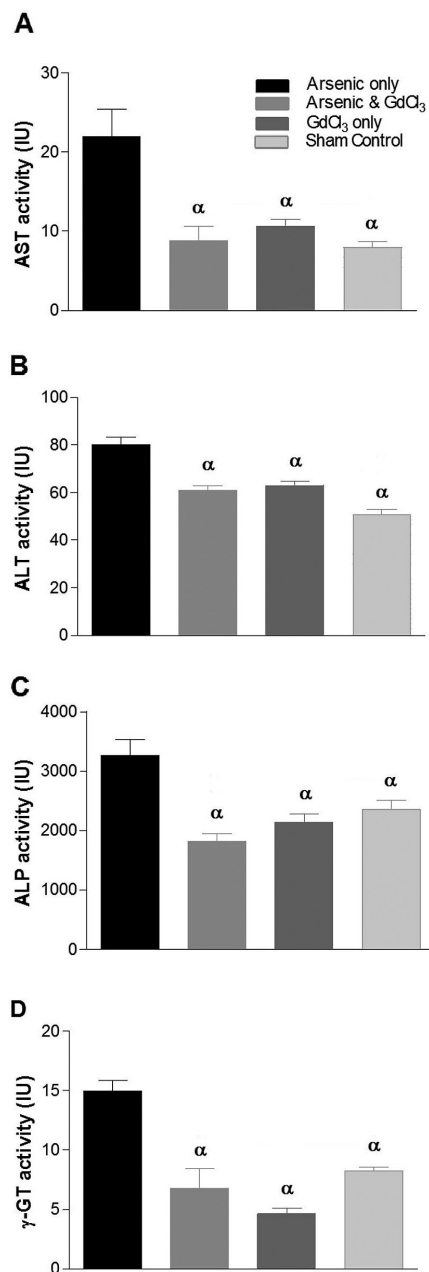 A
AST activity (IU)
30
20
10
0
Arsenic only
Arsenic & GdCl3
GdCl3 only
Sham Control
α
α
α
B
ALT activity (IU)
100
80
60
40
60
0
α
α
α
C
ALP activity (IU)
4000
3000
2000
1000
0
α
α
α
D
γ-GT activity (IU)
20
15
10
5
0
α
α
α